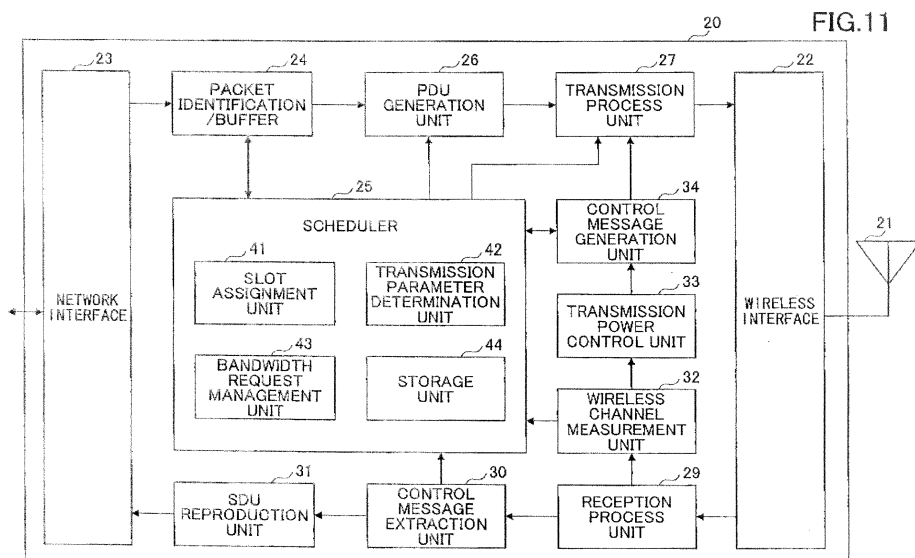 FIG.11
20
23
24
26
27
22
PACKET
IDENTIFICATION
/BUFFER
PDU
GENERATION
UNIT
TRANSMISSION
PROCESS
UNIT
25
34
SCHEDULER
CONTROL
MESSAGE
GENERATION
UNIT
21
41
42
SLOT
ASSIGNMENT
UNIT
TRANSMISSION
PARAMETER
DETERMINATION
UNIT
33
NETWORK
INTERFACE
TRANSMISSION
POWER
CONTROL UNIT
WIRELESS
INTERFACE
43
44
BANDWIDTH
REQUEST
MANAGEMENT
UNIT
STORAGE
UNIT
32
WIRELESS
CHANNEL
MEASUREMENT
UNIT
31
30
29
SDU
REPRODUCTION
UNIT
CONTROL
MESSAGE
EXTRACTION
UNIT
RECEPTION
PROCESS
UNIT